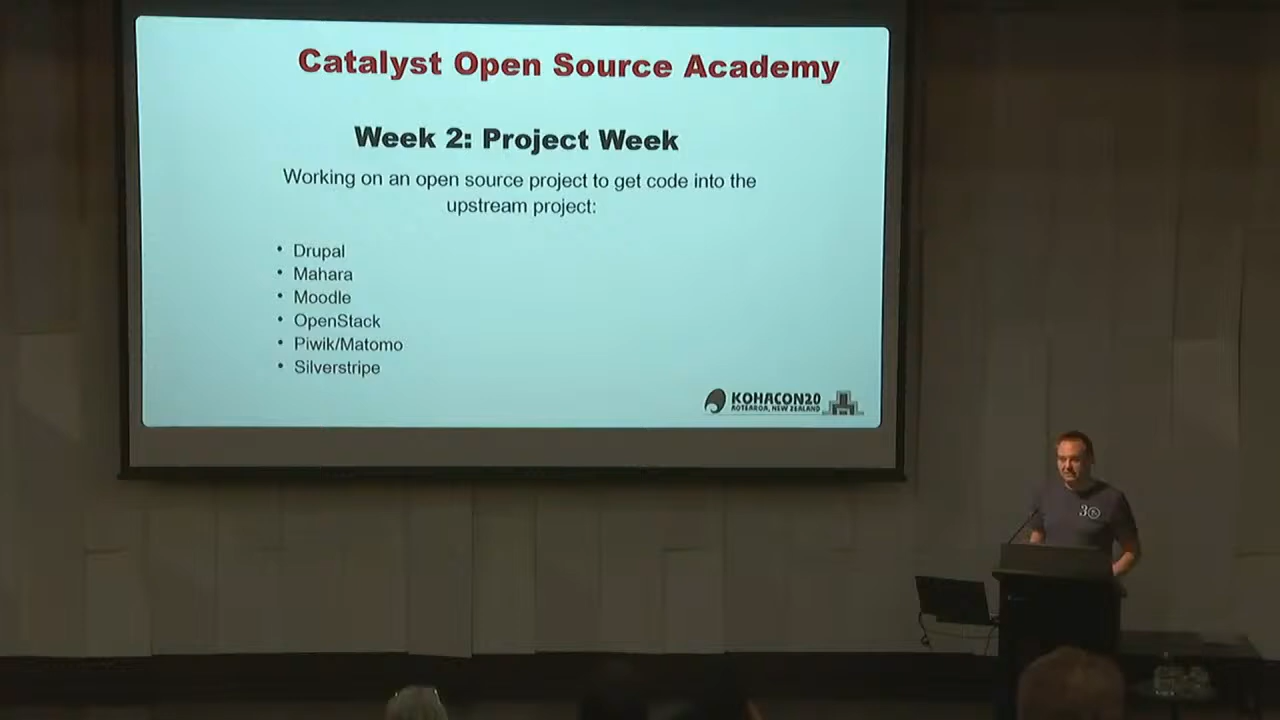 Catalyst Open Source Academy
Week 2: Project Week
Working on an open source project to get code into the
upstream project:
• Drupal
• Mahara
• Moodle
• OpenStack
• Piwik/Matomo
• Silverstripe
KOHACON20
AOTEAROA, NEW ZEALAND
30